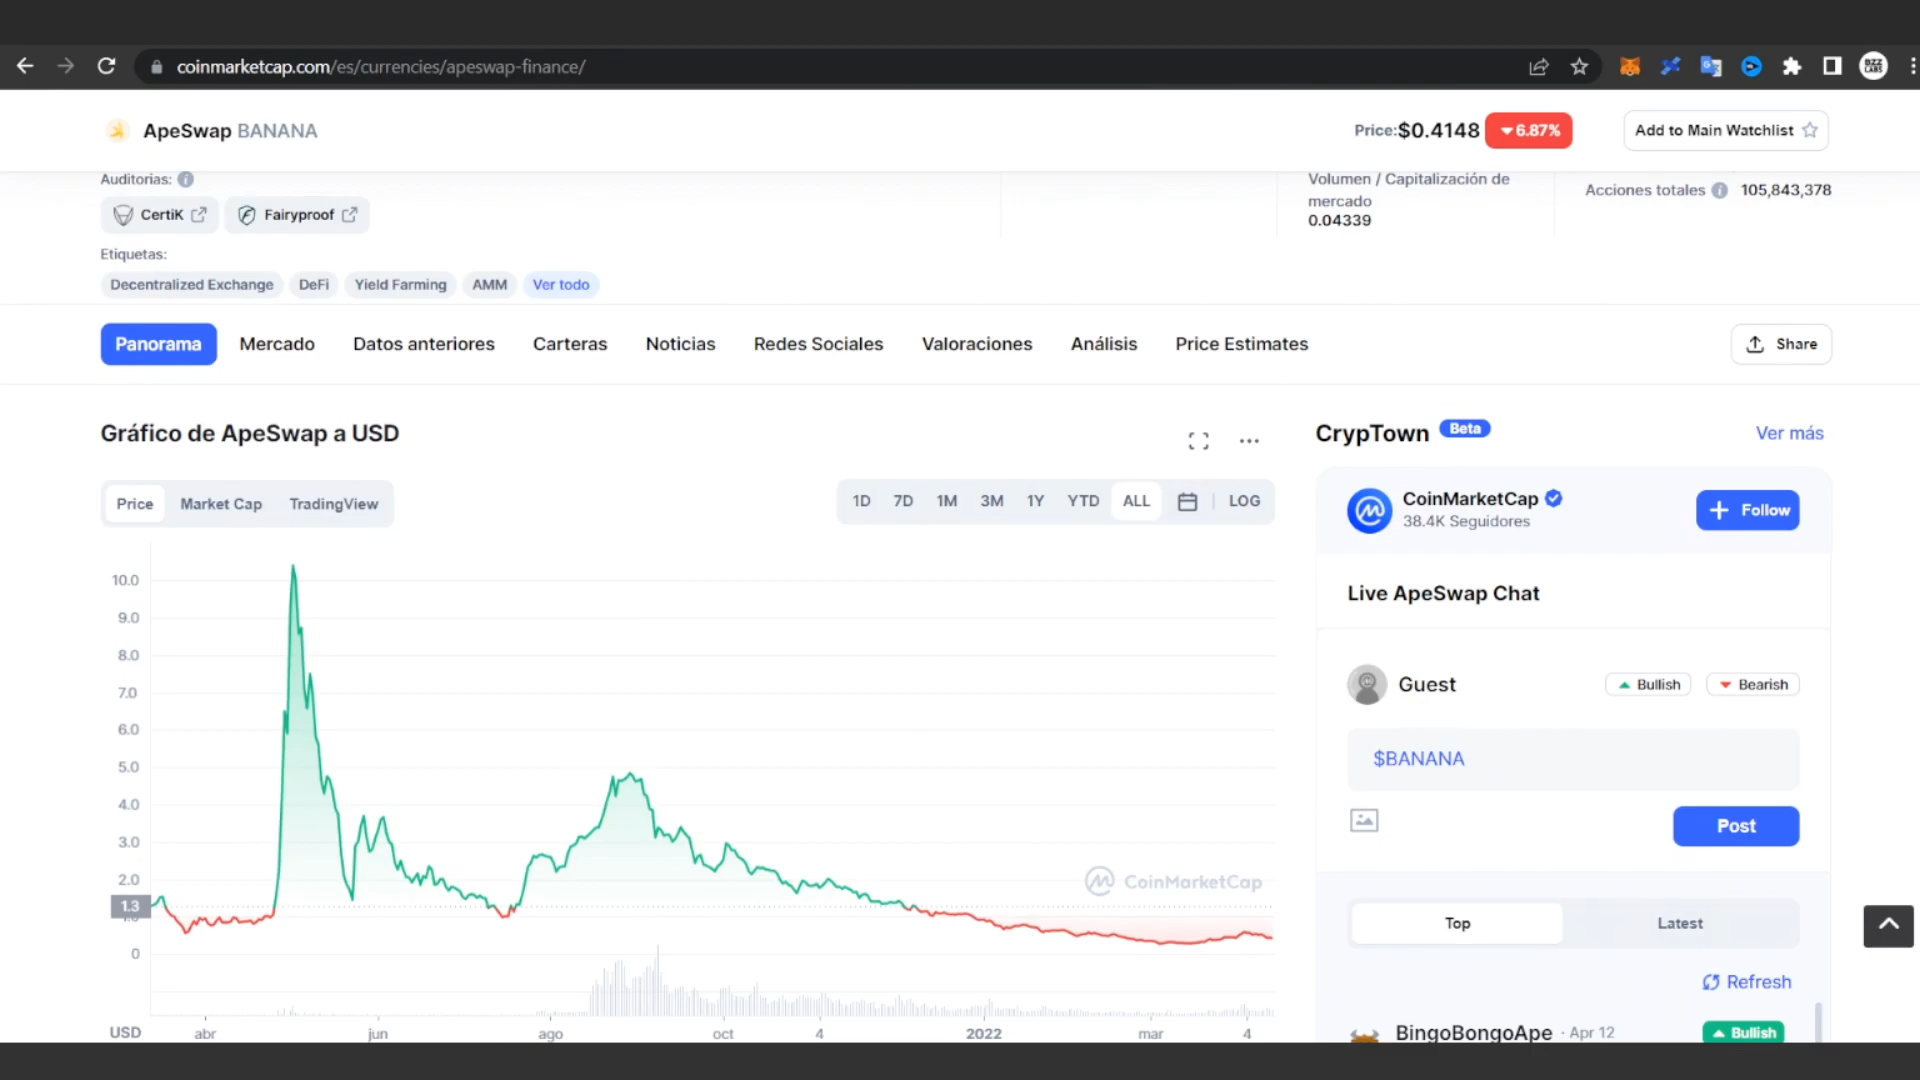 coinmarketcap.com/es/currencies/apeswap-finance/
BZZ
LABS
ApeSwap BANANA
Price:$0.4148 6.87%
Add to Main Watchlist
Auditorias:
CertiK
Fairyproof
Etiquetas:
Decentralized Exchange
DeFi
Yield Farming
AMM
Ver todo
Volumen / Capitalización de
mercado
0.04339
Acciones totales 105,843,378
Panorama
Mercado
Datos anteriores
Carteras
Noticias
Redes Sociales
Valoraciones
Análisis
Price Estimates
Share
Gráfico de ApeSwap a USD
Price
Market Cap
TradingView
1D
7D
1M
3M
1Y
YTD
ALL
LOG
10.0
9.0
8.0
7.0
6.0
5.0
4.0
3.0
2.0
1.3
1.0
0
CoinMarketCap
USD
abr
jun
ago
oct
4
2022
mar
4
CrypTown Beta
Ver más
CoinMarketCap
38.4K Seguidores
Follow
Live ApeSwap Chat
Guest
Bullish
Bearish
$BANANA
Post
Top
Latest
Refresh
BingoBongoApe · Apr 12
Bullish